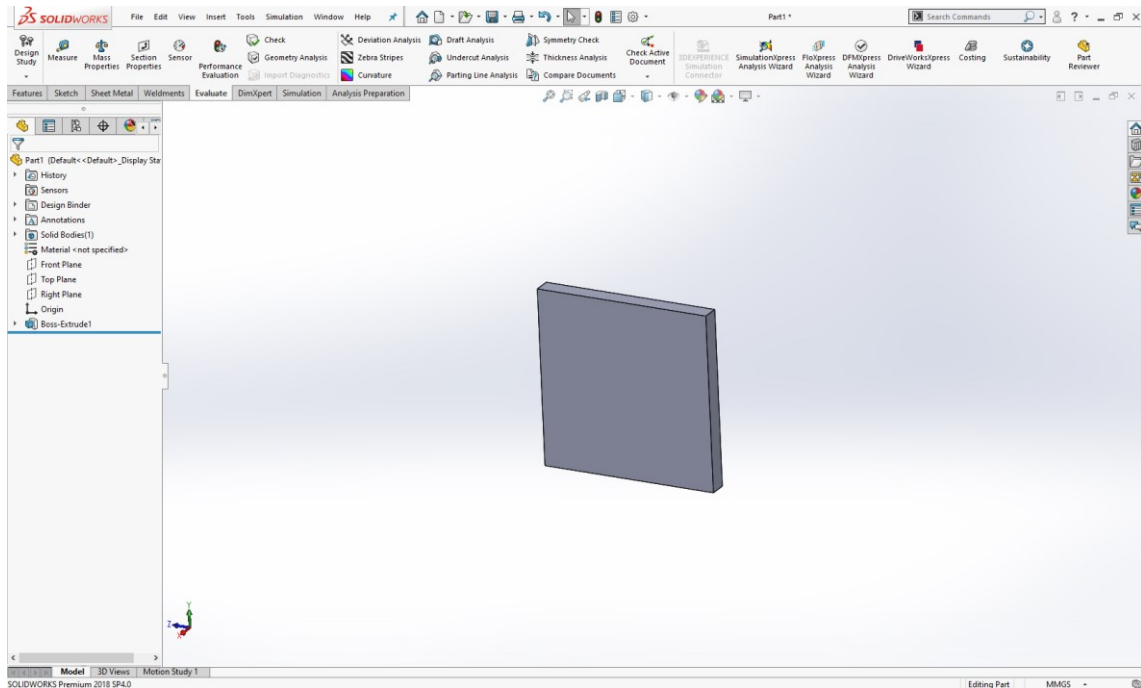 SOLIDWORKS File Edit View Insert Tools Simulation Window Help Part1 * Search Commands ?
Design Study
Measure
Mass Properties
Section Properties
Sensor
Performance Evaluation
Check
Geometry Analysis
Import Diagnostics
Deviation Analysis
Zebra Stripes
Curvature
Draft Analysis
Undercut Analysis
Parting Line Analysis
Symmetry Check
Thickness Analysis
Compare Documents
Check Active Document
3DEXPERIENCE Simulation Connector
SimulationXpress Analysis Wizard
FloXpress Analysis Wizard
DFMXpress Analysis Wizard
DriveWorksXpress Wizard
Costing
Sustainability
Part Reviewer
Features Sketch Sheet Metal Weldments Evaluate DimXpert Simulation Analysis Preparation
Part1 (Default<<Default>_Display Sta
History
Sensors
Design Binder
Annotations
Solid Bodies(1)
Material <not specified>
Front Plane
Top Plane
Right Plane
Origin
Boss-Extrude1
Y
Z
X
Model 3D Views Motion Study 1
SOLIDWORKS Premium 2018 SP4.0 Editing Part MMGS